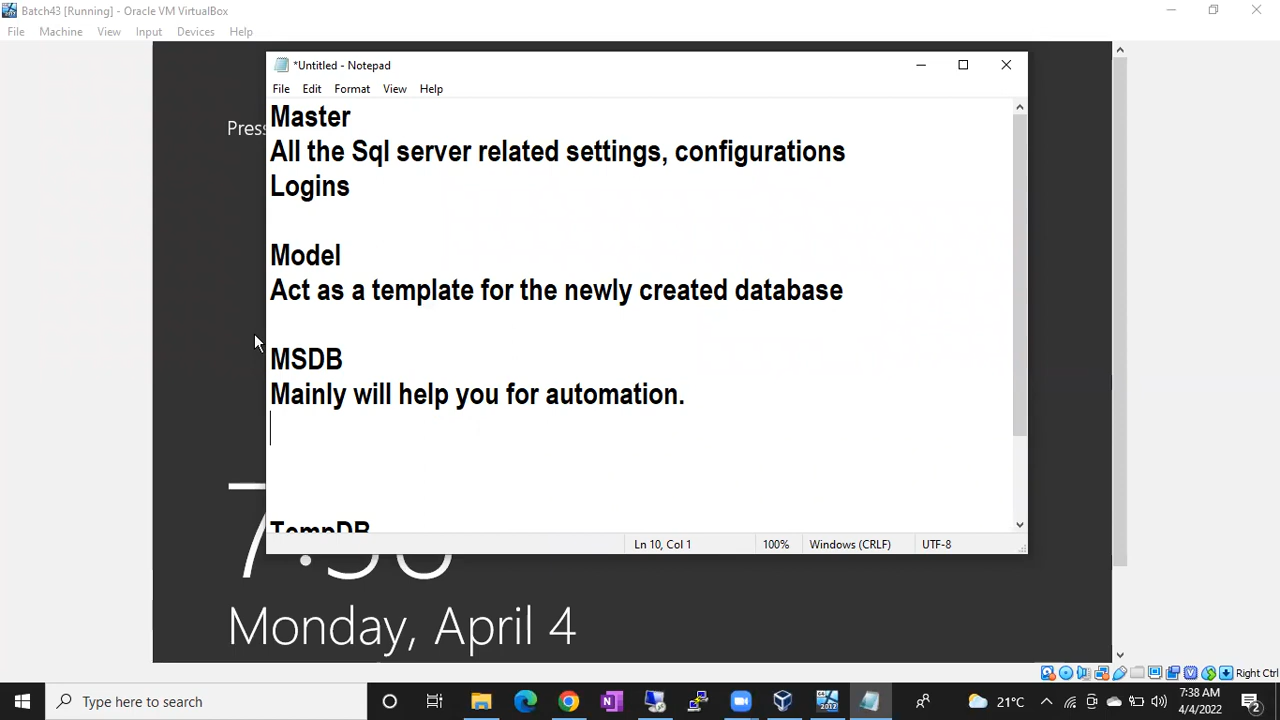 Batch43 [Running] - Oracle VM VirtualBox
File Machine View Input Devices Help
*Untitled - Notepad
File Edit Format View Help
Master
All the Sql server related settings, configurations
Logins
Model
Act as a template for the newly created database
MSDB
Mainly will help you for automation.
TempDB
Ln 10, Col 1 100% Windows (CRLF) UTF-8
Press
Monday, April 4
Right Ctrl
Type here to search
21°C
7:38 AM
4/4/2022
2